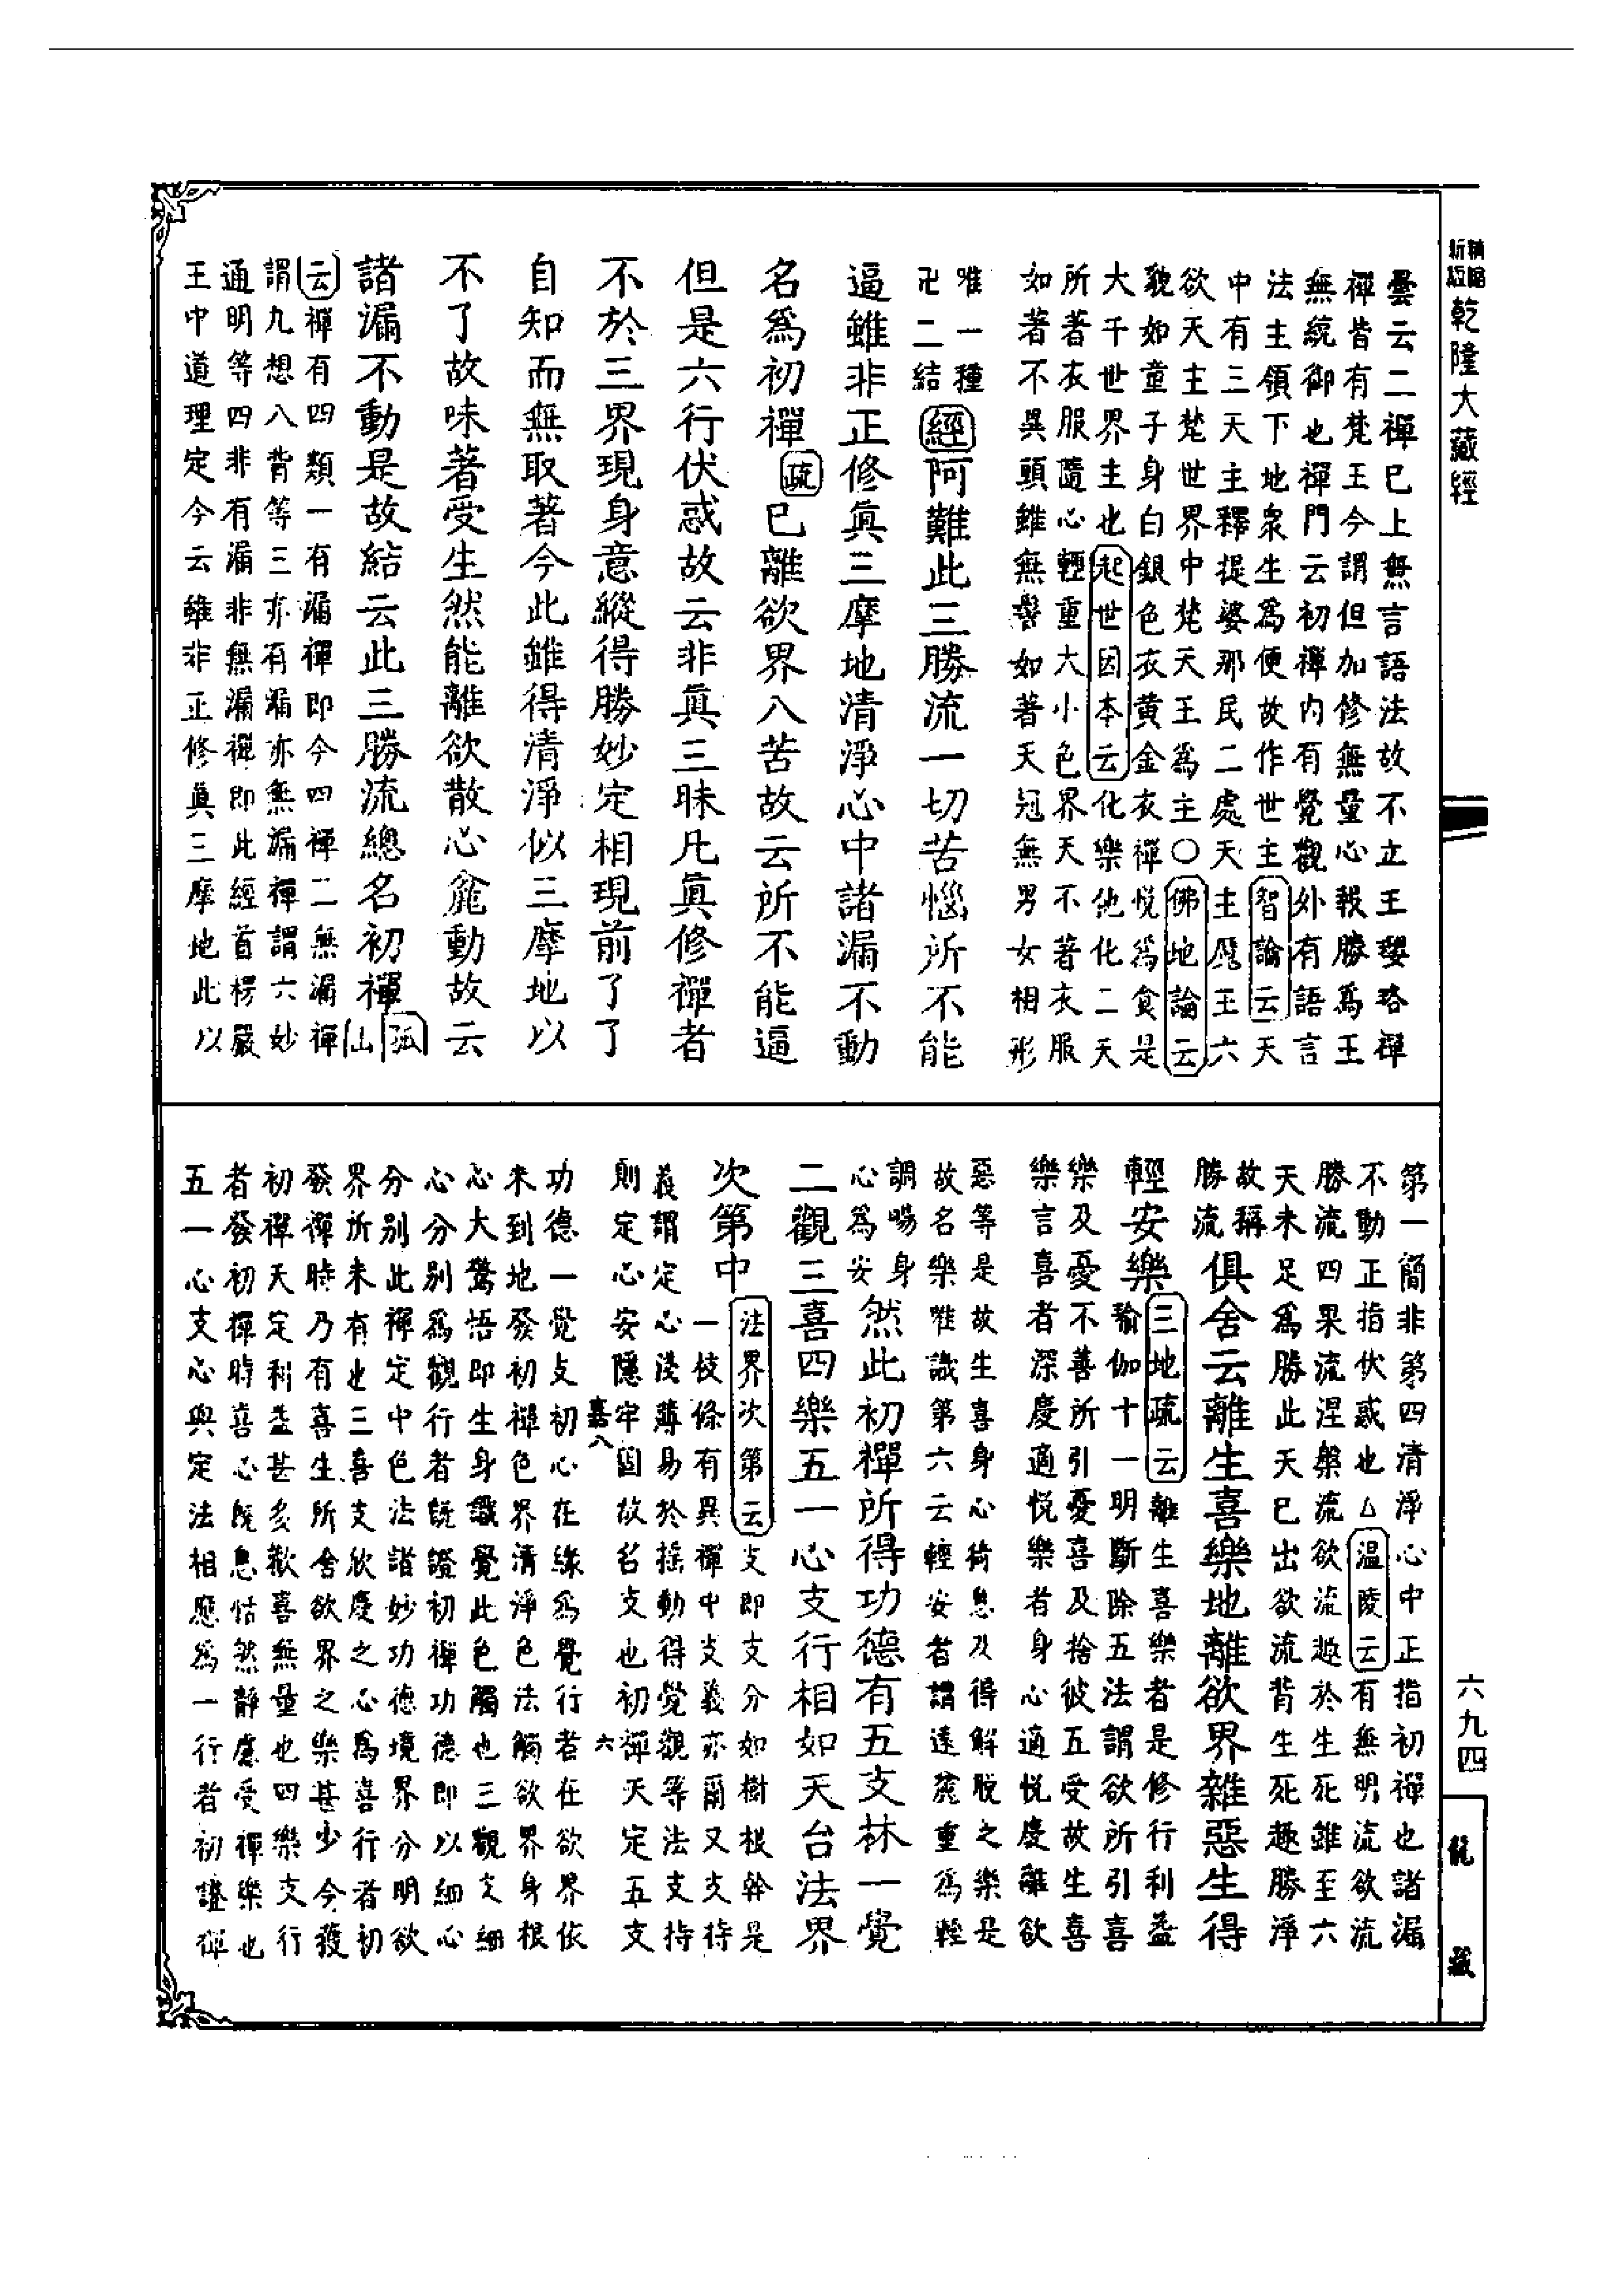 乾隆大藏經
六九四
曇云二禪已上無言語法故不立王瓔珞禪
禪皆有梵王今謂但加修無量心報勝爲王
無統御也禪門云初禪内有覺觀外有語言
法主領下地衆生爲便故作世主智論云天
中有三天主釋提婆那民二處天主魔王六
欲天主梵世界中梵天王爲主〇佛地論云
貌如童子身白銀色衣黄金衣禪悦爲食是
大千世界主也起世因本云化樂他化二天
所著衣服隨心輕重大小色界天不著衣服
如著不異頭雖無髻如著天冠無男女相形
唯一種
卍二結經阿難此三勝流一切苦惱所不能
逼雖非正修眞三摩地清淨心中諸漏不動
名爲初禪疏已離欲界八苦故云所不能逼
但是六行伏惑故云非眞三昧凡眞修禪者
不於三界現身意縱得勝妙定相現前了了
自知而無取著今此雖得清淨似三摩地以
不了故味著受生然能離欲散心麁動故云
諸漏不動是故結云此三勝流總名初禪孤山
云禪有四類一有漏禪即今四禪二無漏禪
謂九想八背等三亦有漏亦無漏禪謂六妙
通明等四非有漏非無漏禪即此經首楞嚴
王中道理定今云雖非正修眞三摩地此以
第一簡非第四清淨心中正指初禪也諸漏
不動正指伏惑也△温陵云有無明流欲流
勝流四果流涅槃流欲流趣於生死雖至六
天未足爲勝此天已出欲流背生死趣勝淨
故稱
勝流俱舍云離生喜樂地離欲界雜惡生得
輕安樂三地疏云離生喜樂者是修行利益
瑜伽十一明斷除五法謂欲所引喜
樂及憂不善所引憂喜及捨彼五受故生喜
樂言喜者深慶適悦樂者身心適悦慶離欲
惡等是故生喜身心猗息及得解脱之樂是
故名樂唯識第六云輕安者謂遠麁重爲輕
調暢身
心爲安然此初禪所得功德有五支林一覺
二觀三喜四樂五一心支行相如天台法界
次第中法界次第云支即支分如樹根幹是
一枝條有異禪中支義亦爾又支持
義謂定心淺薄易於摇動得覺觀等法支持
則定心安隱牢固故名支也初禪天定五支
嘉八
六
功德一覺支初心在緣爲覺行者在欲界依
未到地發初禪色界清淨色法觸欲界身根
心大驚悟即生身識覺此色觸也三觀支細
心分别爲觀行者既證初禪功德即以細心
分别此禪定中色法諸妙功德境界分明欲
界所未有也三喜支欣慶之心爲喜行者初
發禪時乃有喜生所舍欲界之樂甚少今獲
初禪天定利益甚多歡喜無量也四樂支行
者發初禪時喜心既息恬然靜慮受禪樂也
五一心支心與定法相應爲一行者初證禪
龍藏